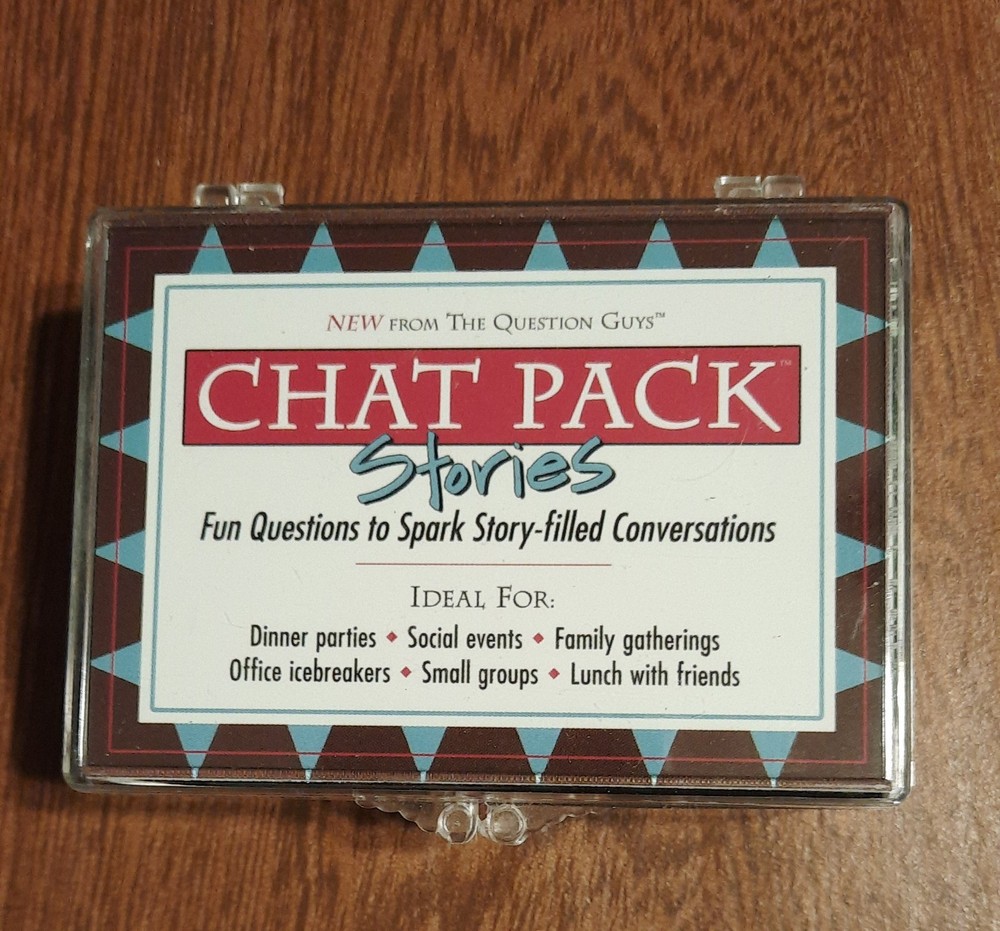 NEW FROM THE QUESTION GUYS™
CHAT PACK™
Stories
Fun Questions to Spark Story-filled Conversations
IDEAL FOR:
Dinner parties ◆ Social events ◆ Family gatherings
Office icebreakers ◆ Small groups ◆ Lunch with friends